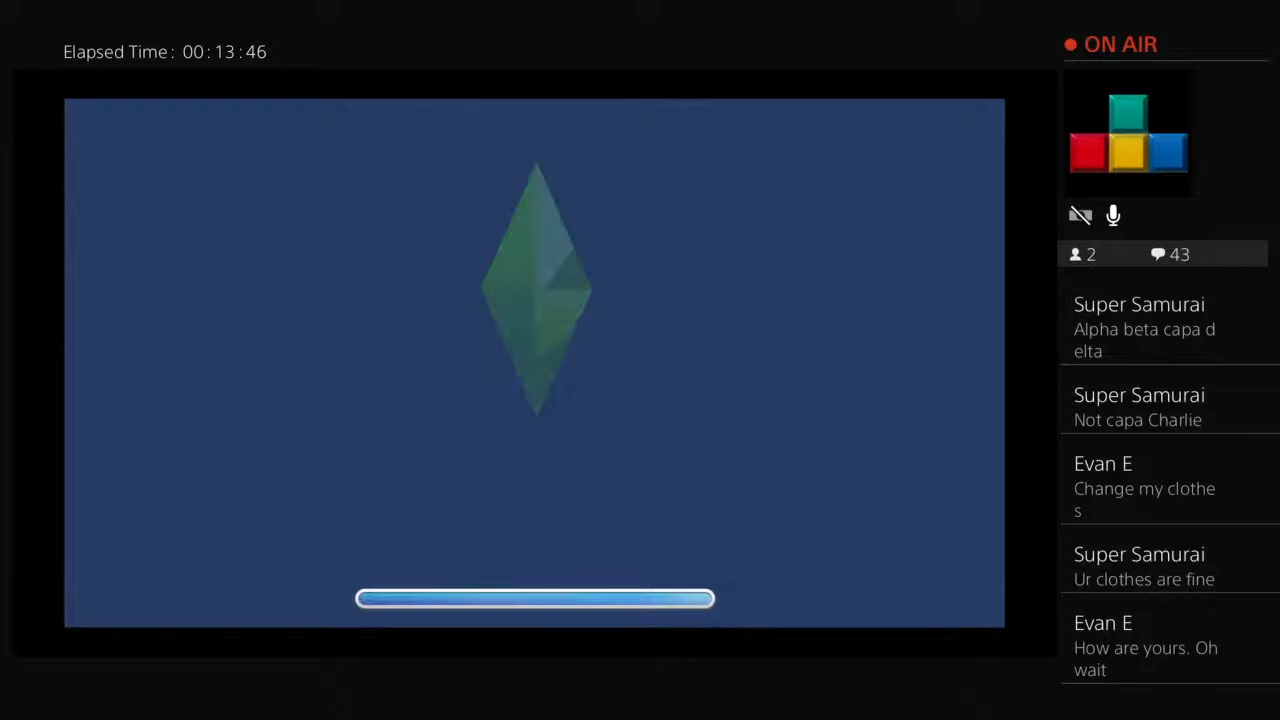 Elapsed Time: 00:13:46
ON AIR
2 43
Super Samurai
Alpha beta capa d
elta
Super Samurai
Not capa Charlie
Evan E
Change my clothe
s
Super Samurai
Ur clothes are fine
Evan E
How are yours. Oh
wait